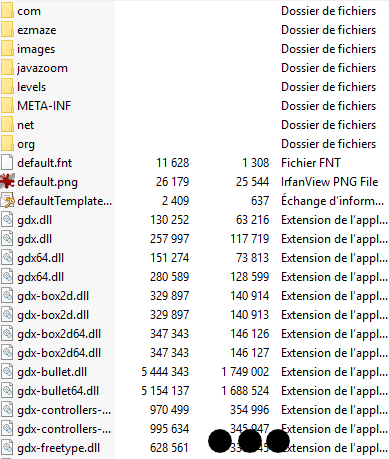 com Dossier de fichiers
ezmaze Dossier de fichiers
images Dossier de fichiers
javazoom Dossier de fichiers
levels Dossier de fichiers
META-INF Dossier de fichiers
net Dossier de fichiers
org Dossier de fichiers
default.fnt 11 628 1 308 Fichier FNT
default.png 26 179 25 544 IrfanView PNG File
defaultTemplate... 2 409 637 Échange d'inform...
gdx.dll 130 252 63 216 Extension de l'appl...
gdx.dll 257 997 117 719 Extension de l'appl...
gdx64.dll 151 274 73 813 Extension de l'appl...
gdx64.dll 280 589 128 599 Extension de l'appl...
gdx-box2d.dll 329 897 140 914 Extension de l'appl...
gdx-box2d.dll 329 897 140 913 Extension de l'appl...
gdx-box2d64.dll 347 343 146 126 Extension de l'appl...
gdx-box2d64.dll 347 343 146 127 Extension de l'appl...
gdx-bullet.dll 5 444 343 1 749 002 Extension de l'appl...
gdx-bullet64.dll 5 154 137 1 688 524 Extension de l'appl...
gdx-controllers-... 970 499 354 996 Extension de l'appl...
gdx-controllers-... 995 634 345 947 Extension de l'appl...
gdx-freetype.dll 628 561 Extension de l'appl...